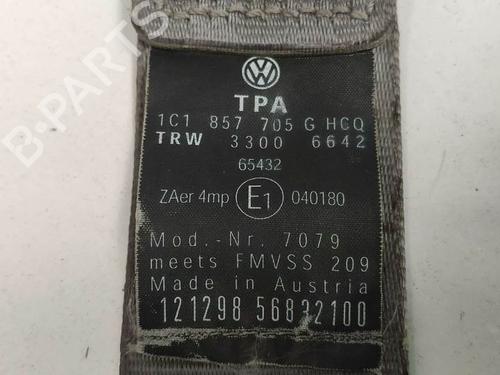 B-PARTS
TPA
1C1 857 705 G HCQ
TRW 3300 6642
65432
ZAer 4mp E1 040180
Mod.-Nr. 7079
meets FMVSS 209
Made in Austria
121298 56832100